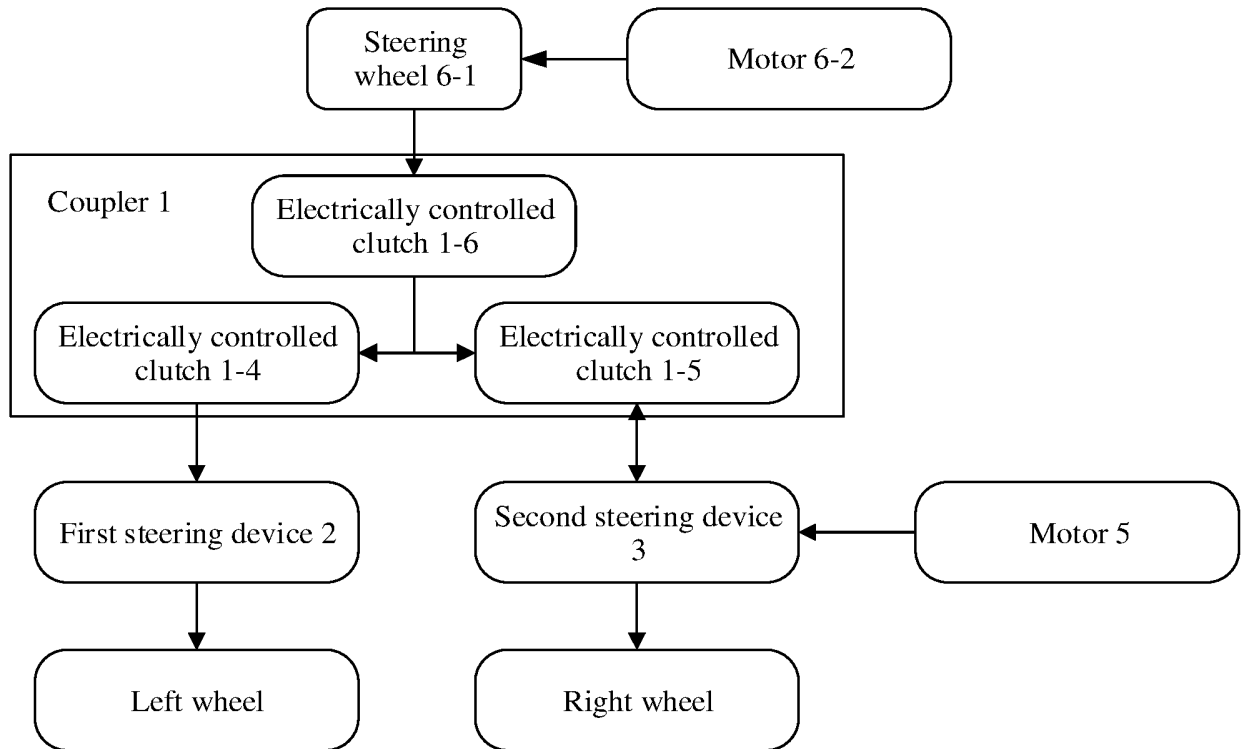 Steering
wheel 6-1
Motor 6-2
Coupler 1
Electrically controlled
clutch 1-6
Electrically controlled
clutch 1-4
Electrically controlled
clutch 1-5
First steering device 2
Second steering device
3
Motor 5
Left wheel
Right wheel